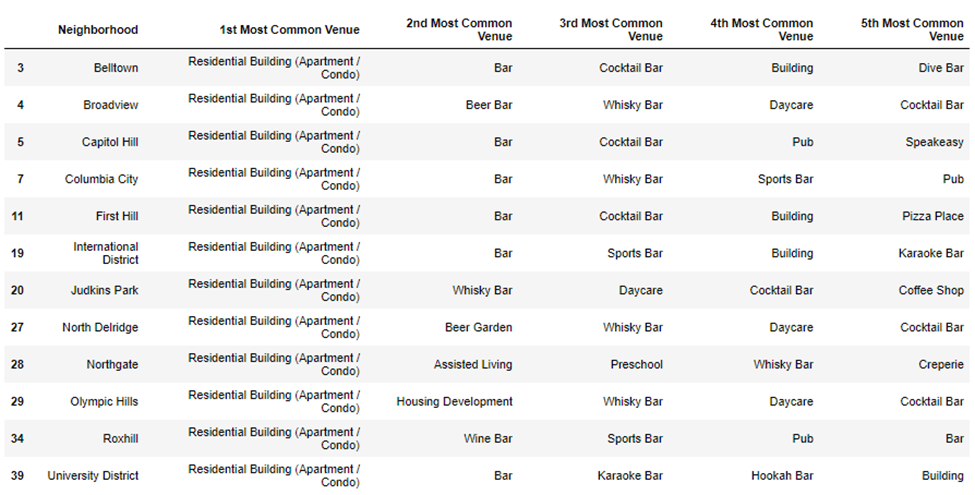 Neighborhood 1st Most Common Venue 2nd Most Common Venue 3rd Most Common Venue 4th Most Common Venue 5th Most Common Venue
3 Belltown Residential Building (Apartment / Condo) Bar Cocktail Bar Building Dive Bar
4 Broadview Residential Building (Apartment / Condo) Beer Bar Whisky Bar Daycare Cocktail Bar
5 Capitol Hill Residential Building (Apartment / Condo) Bar Cocktail Bar Pub Speakeasy
7 Columbia City Residential Building (Apartment / Condo) Bar Whisky Bar Sports Bar Pub
11 First Hill Residential Building (Apartment / Condo) Bar Cocktail Bar Building Pizza Place
19 International District Residential Building (Apartment / Condo) Bar Sports Bar Building Karaoke Bar
20 Judkins Park Residential Building (Apartment / Condo) Whisky Bar Daycare Cocktail Bar Coffee Shop
27 North Delridge Residential Building (Apartment / Condo) Beer Garden Whisky Bar Daycare Cocktail Bar
28 Northgate Residential Building (Apartment / Condo) Assisted Living Preschool Whisky Bar Creperie
29 Olympic Hills Residential Building (Apartment / Condo) Housing Development Whisky Bar Daycare Cocktail Bar
34 Roxhill Residential Building (Apartment / Condo) Wine Bar Sports Bar Pub Bar
39 University District Residential Building (Apartment / Condo) Bar Karaoke Bar Hookah Bar Building